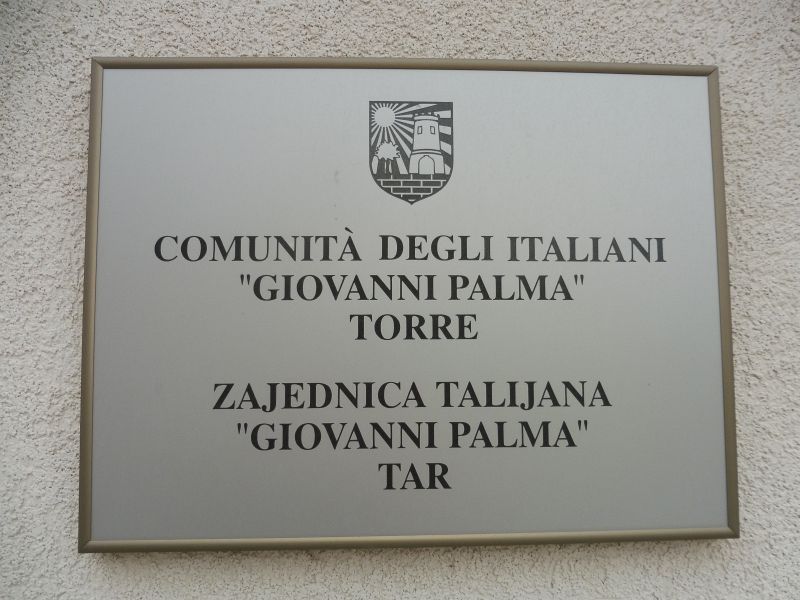 COMUNITÀ DEGLI ITALIANI
"GIOVANNI PALMA"
TORRE
ZAJEDNICA TALIJANA
"GIOVANNI PALMA"
TAR